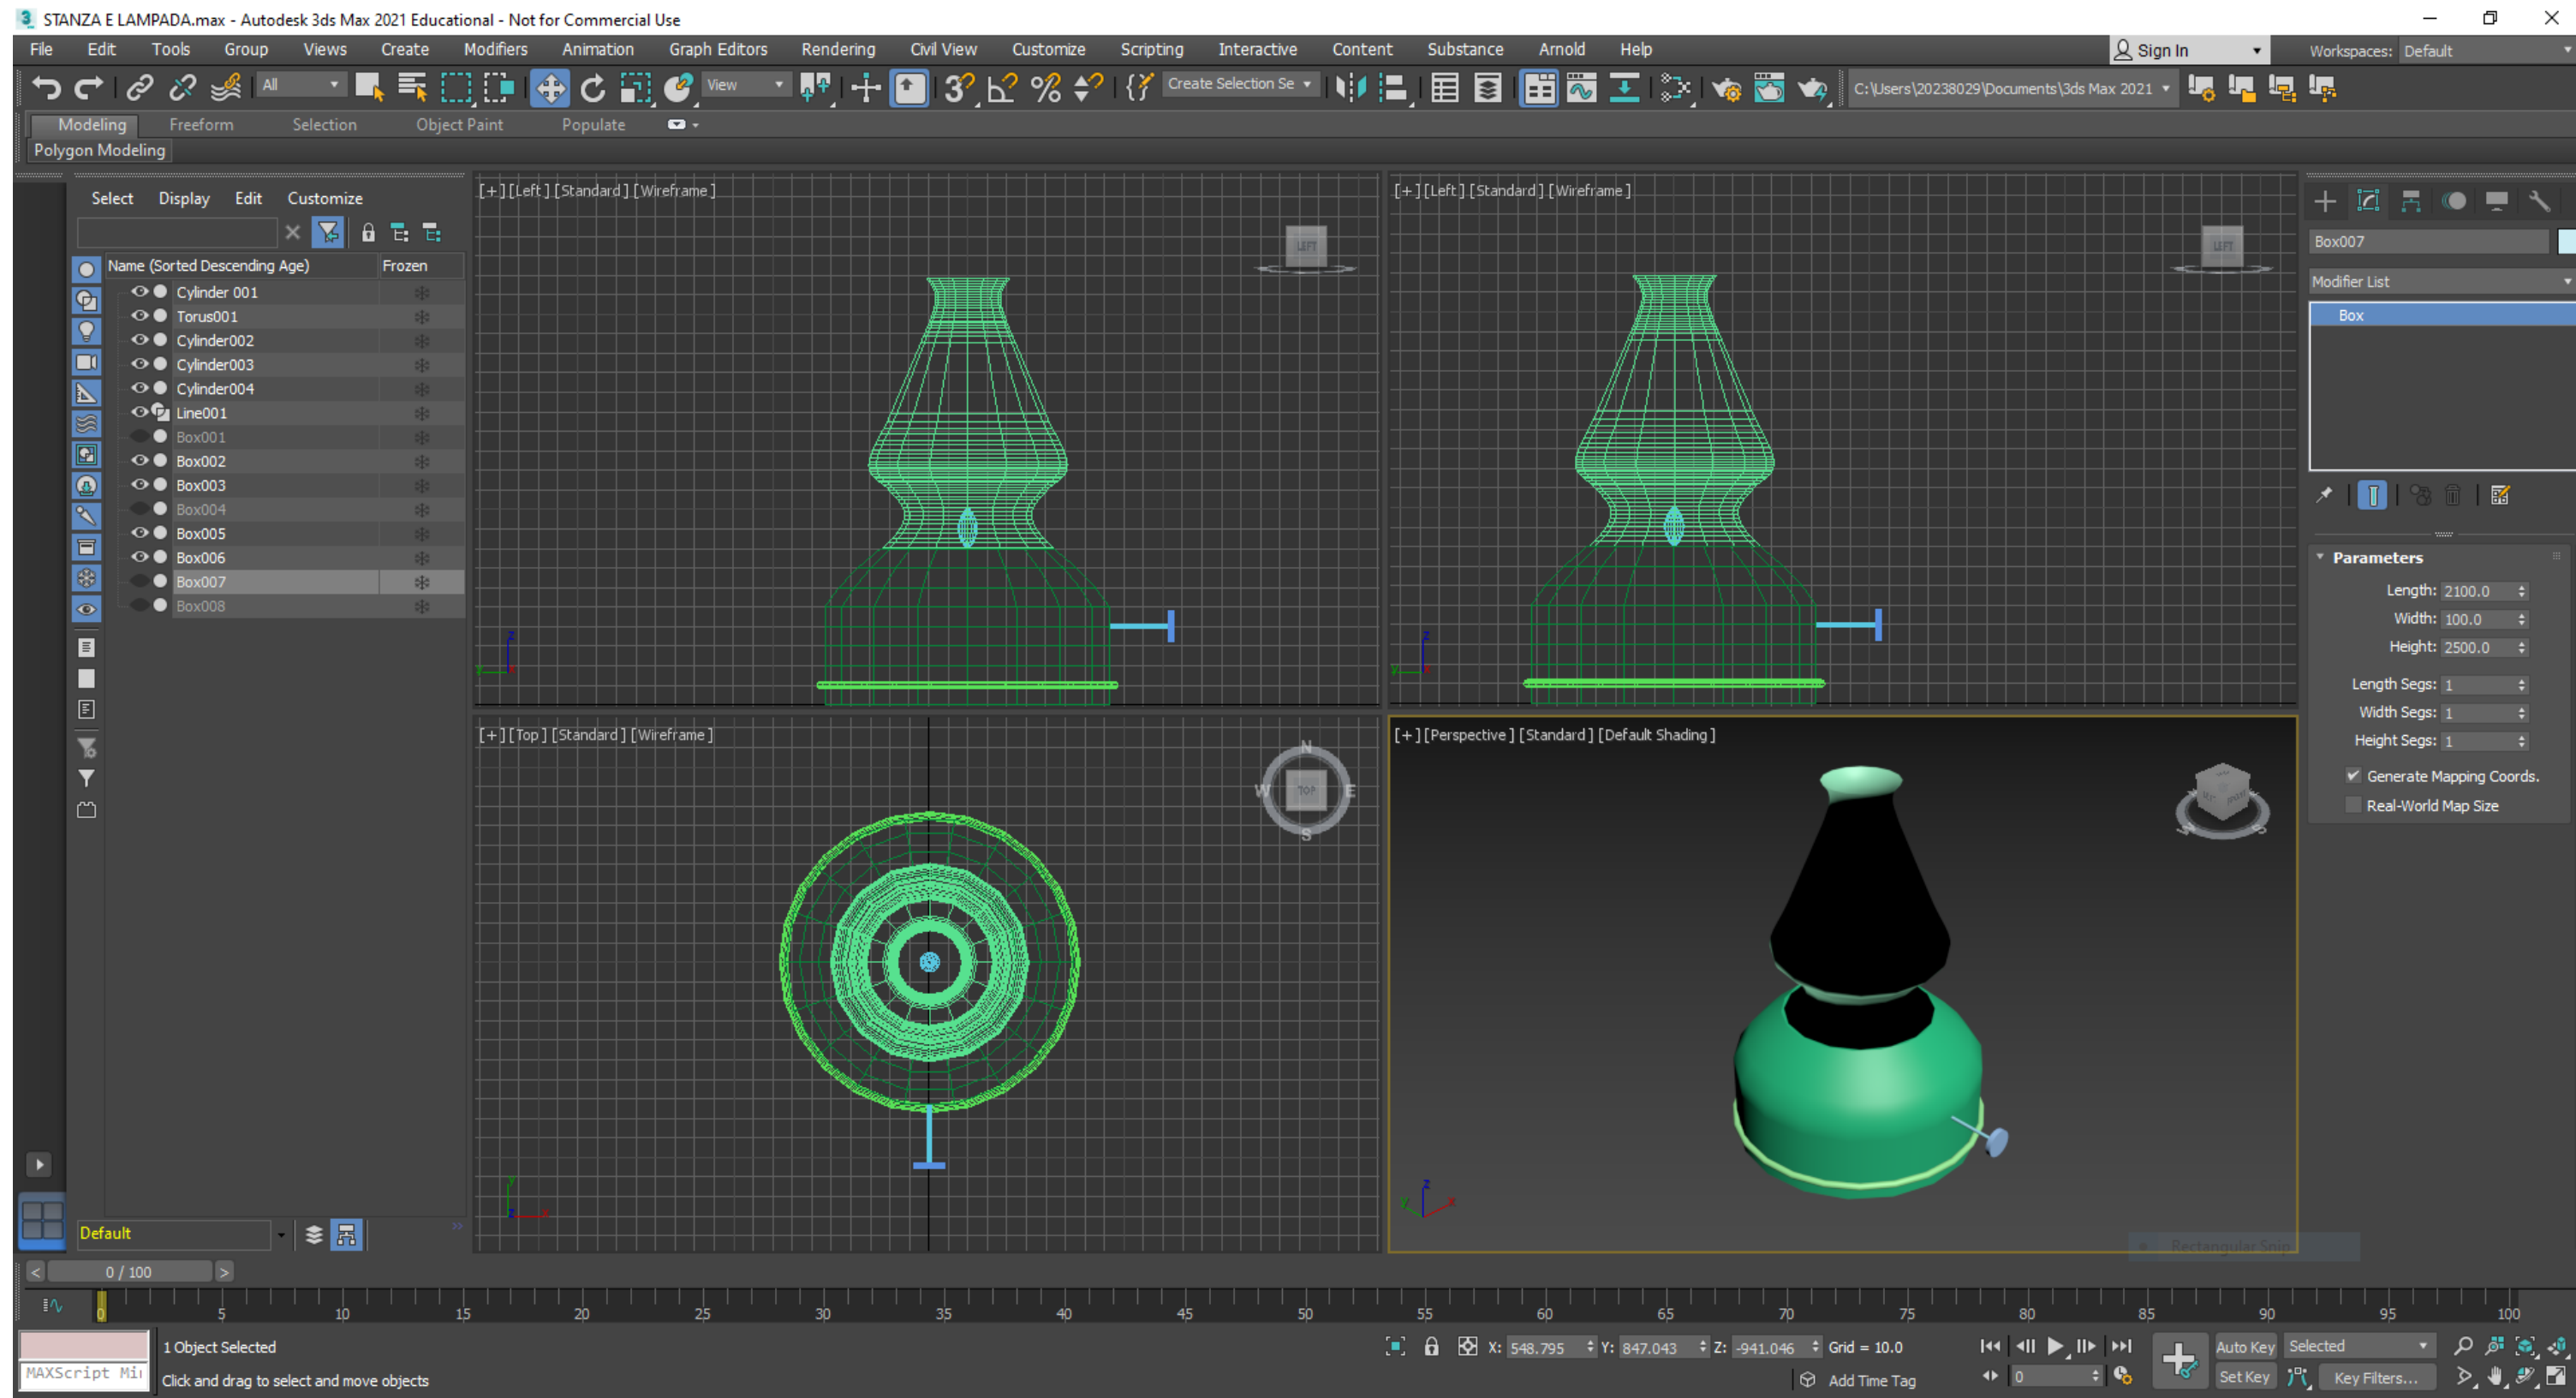 STANZA E LAMPADA.max - Autodesk 3ds Max 2021 Educational - Not for Commercial Use
File Edit Tools Group Views Create Modifiers Animation Graph Editors Rendering Civil View Customize Scripting Interactive Content Substance Arnold Help Sign In Workspaces: Default
All View Create Selection Se C:\Users\20238029\Documents\3ds Max 2021
Modeling Freeform Selection Object Paint Populate
Polygon Modeling
Select Display Edit Customize
Name (Sorted Descending Age) Frozen
Cylinder 001
Torus001
Cylinder002
Cylinder003
Cylinder004
Line001
Box001
Box002
Box003
Box004
Box005
Box006
Box007
Box008
Default
[+][Left][Standard][Wireframe]
LEFT
z
y
[+][Left][Standard][Wireframe]
LEFT
z
y
[+][Top][Standard][Wireframe]
N
W TOP E
S
y
z x
[+][Perspective][Standard][Default Shading]
W S
z
y x
Rectangular Snip
Box007
Modifier List
Box
Parameters
Length: 2100.0
Width: 100.0
Height: 2500.0
Length Segs: 1
Width Segs: 1
Height Segs: 1
Generate Mapping Coords.
Real-World Map Size
< 0 / 100 >
0 5 10 15 20 25 30 35 40 45 50 55 60 65 70 75 80 85 90 95 100
1 Object Selected X: 548.795 Y: 847.043 Z: -941.046 Grid = 10.0 Auto Key Selected
MAXScript Mi Click and drag to select and move objects Add Time Tag 0 Set Key Key Filters...